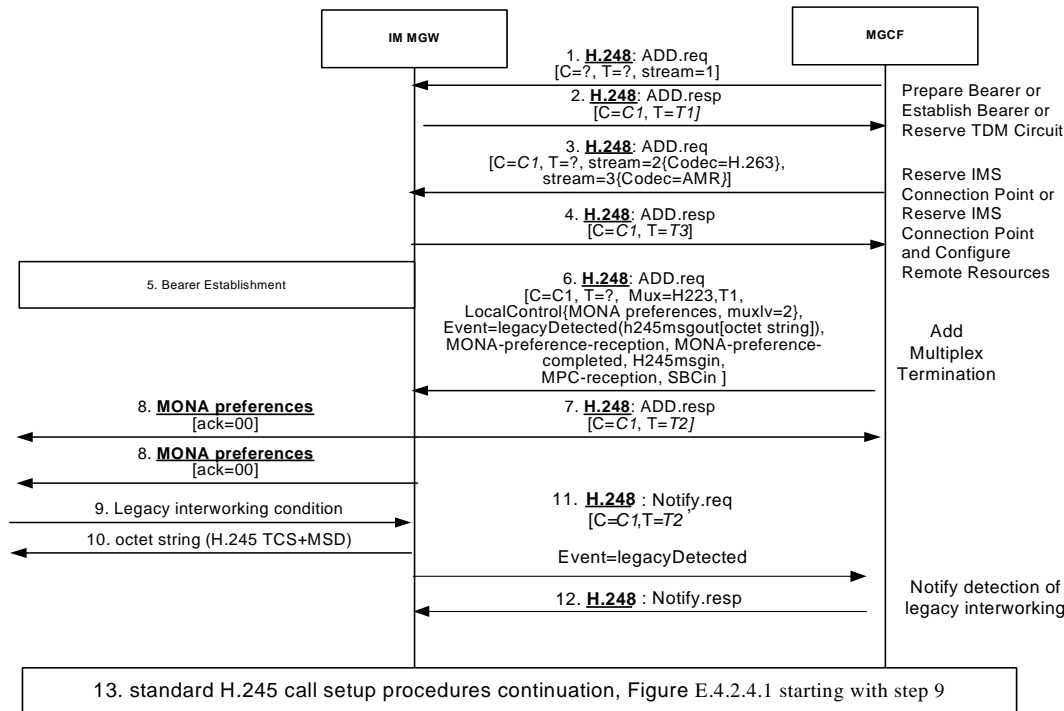 IM MGW
MGCF
1. H.248: ADD.req
[C=?, T=?, stream=1]
2. H.248: ADD.resp
[C=C1, T=T1]
Prepare Bearer or
Establish Bearer or
Reserve TDM Circuit
3. H.248: ADD.req
[C=C1, T=?, stream=2{Codec=H.263},
stream=3{Codec=AMR}]
4. H.248: ADD.resp
[C=C1, T=T3]
Reserve IMS
Connection Point or
Reserve IMS
Connection Point
and Configure
Remote Resources
5. Bearer Establishment
6. H.248: ADD.req
[C=C1, T=?, Mux=H223,T1,
LocalControl{MONA preferences, muxlv=2},
Event=legacyDetected(h245msgout[octet string]),
MONA-preference-reception, MONA-preference-
completed, H245msgin,
MPC-reception, SBCin ]
Add
Multiplex
Termination
8. MONA preferences
[ack=00]
7. H.248: ADD.resp
[C=C1, T=T2]
8. MONA preferences
[ack=00]
9. Legacy interworking condition
10. octet string (H.245 TCS+MSD)
11. H.248 : Notify.req
[C=C1,T=T2 ,
Event=legacyDetected
12. H.248 : Notify.resp
Notify detection of
legacy interworking
13. standard H.245 call setup procedures continuation, Figure E.4.2.4.1 starting with step 9